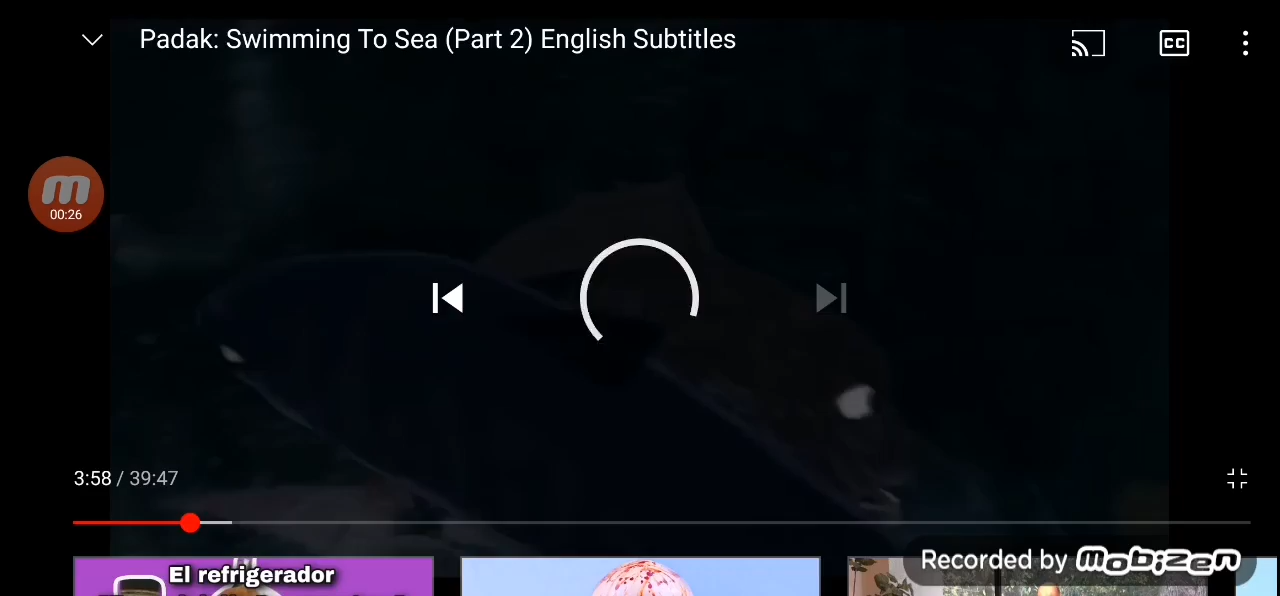 Padak: Swimming To Sea (Part 2) English Subtitles
CC
m
00:26
3:58 / 39:47
El refrigerador
Recorded by mobizen